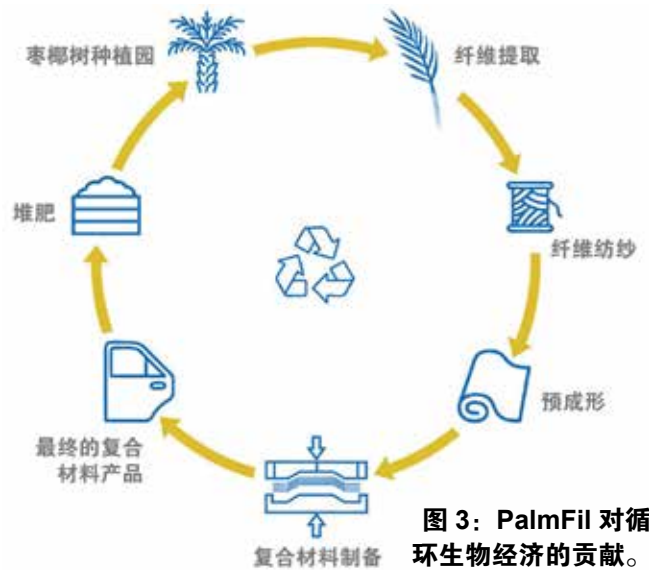 枣椰树种植园
纤维提取
纤维纺纱
预成形
复合材料制备
最终的复合
材料产品
堆肥
图 3：PalmFil 对循
环生物经济的贡献。